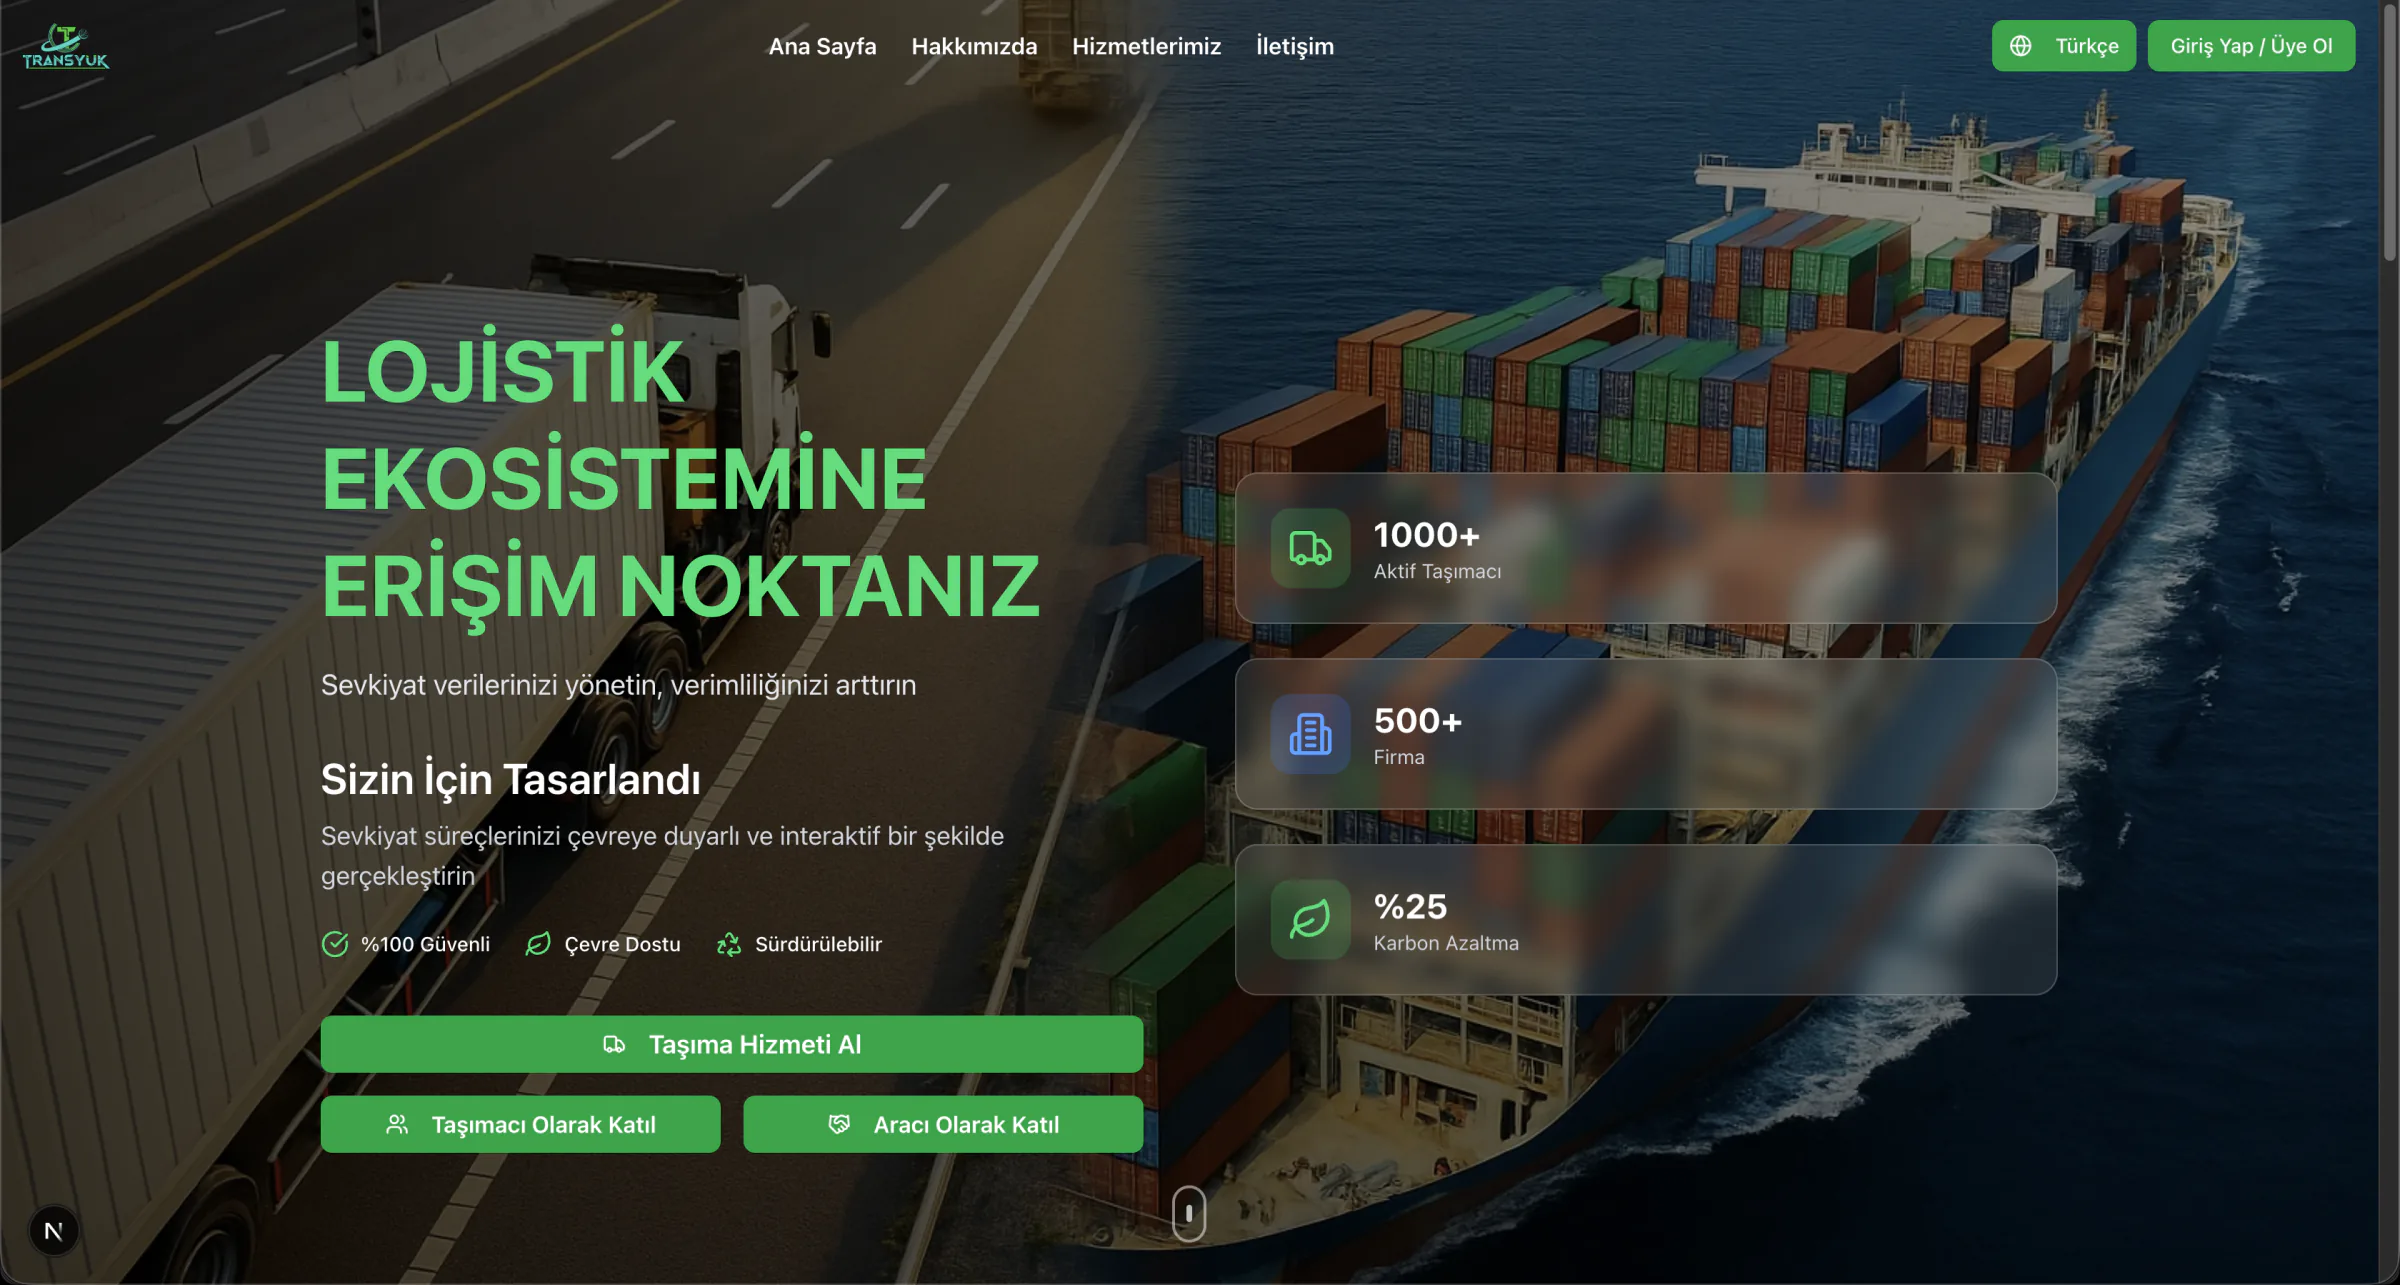 TRANSYUK
Ana Sayfa
Hakkımızda
Hizmetlerimiz
İletişim
Türkçe
Giriş Yap / Üye Ol
LOJİSTİK
EKOSİSTEMİNE
ERİŞİM NOKTANIZ
Sevkiyat verilerinizi yönetin, verimliliğinizi arttırın
Sizin İçin Tasarlandı
Sevkiyat süreçlerinizi çevreye duyarlı ve interaktif bir şekilde
gerçekleştirin
%100 Güvenli
Çevre Dostu
Sürdürülebilir
Taşıma Hizmeti Al
Taşımacı Olarak Katıl
Aracı Olarak Katıl
1000+
Aktif Taşımacı
500+
Firma
%25
Karbon Azaltma
N